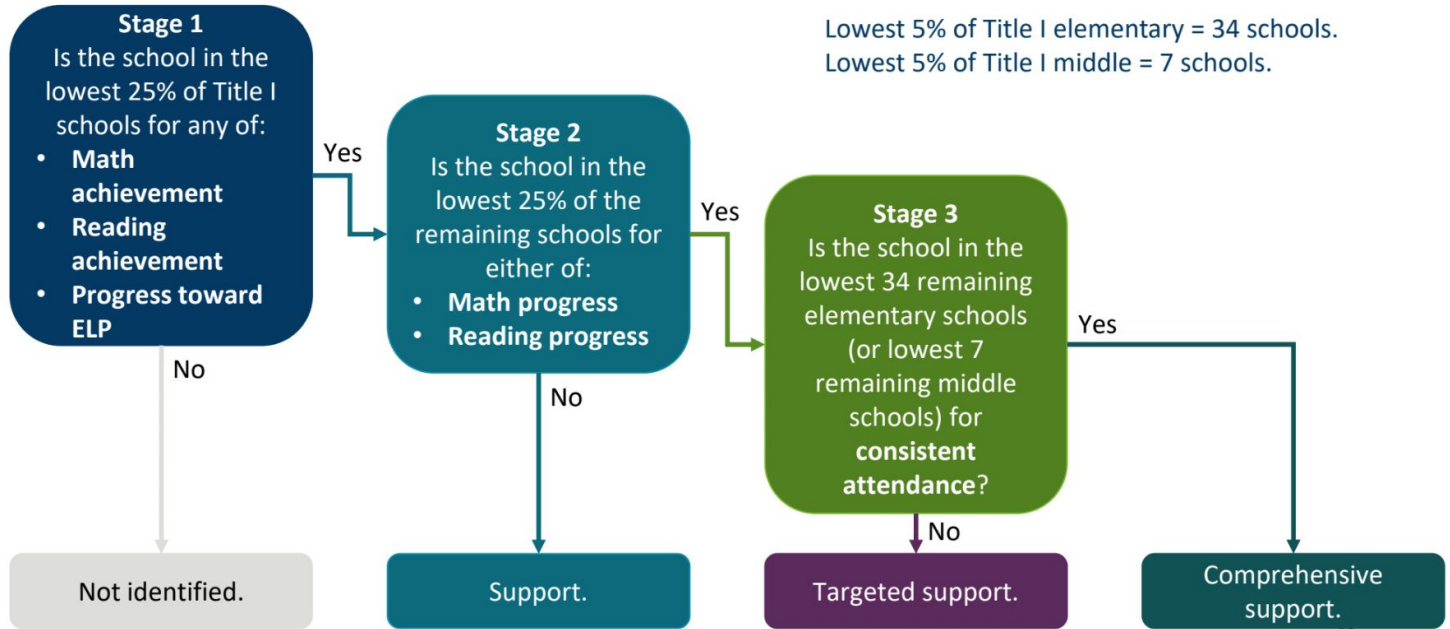 Stage 1
Is the school in the
lowest 25% of Title I
schools for any of:
• Math
achievement
• Reading
achievement
• Progress toward
ELP
Yes
No
Lowest 5% of Title I elementary = 34 schools.
Lowest 5% of Title I middle = 7 schools.
Stage 2
Is the school in the
lowest 25% of the
remaining schools for
either of:
• Math progress
• Reading progress
Yes
No
Stage 3
Is the school in the
lowest 34 remaining
elementary schools
(or lowest 7
remaining middle
schools) for
consistent
attendance?
Yes
No
Not identified.
Support.
Targeted support.
Comprehensive
support.